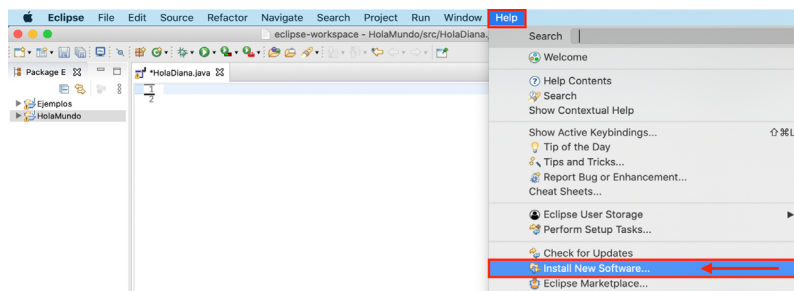 Eclipse File Edit Source Refactor Navigate Search Project Run Window Help
eclipse-workspace - HolaMundo/src/HolaDiana.
Package E
*HolaDiana.java
1
2
Ejemplos
HolaMundo
Search
Welcome
Help Contents
Search
Show Contextual Help
Show Active Keybindings... ⇧⌘L
Tip of the Day
Tips and Tricks...
Report Bug or Enhancement...
Cheat Sheets...
Eclipse User Storage
Perform Setup Tasks...
Check for Updates
Install New Software...
Eclipse Marketplace...